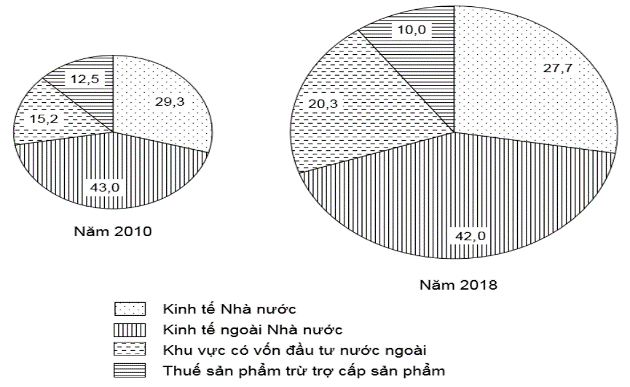 12,5
29,3
15,2
43,0
Năm 2010
10,0
27,7
20,3
42,0
Năm 2018
Kinh tế Nhà nước
Kinh tế ngoài Nhà nước
Khu vực có vốn đầu tư nước ngoài
Thuế sản phẩm trừ trợ cấp sản phẩm